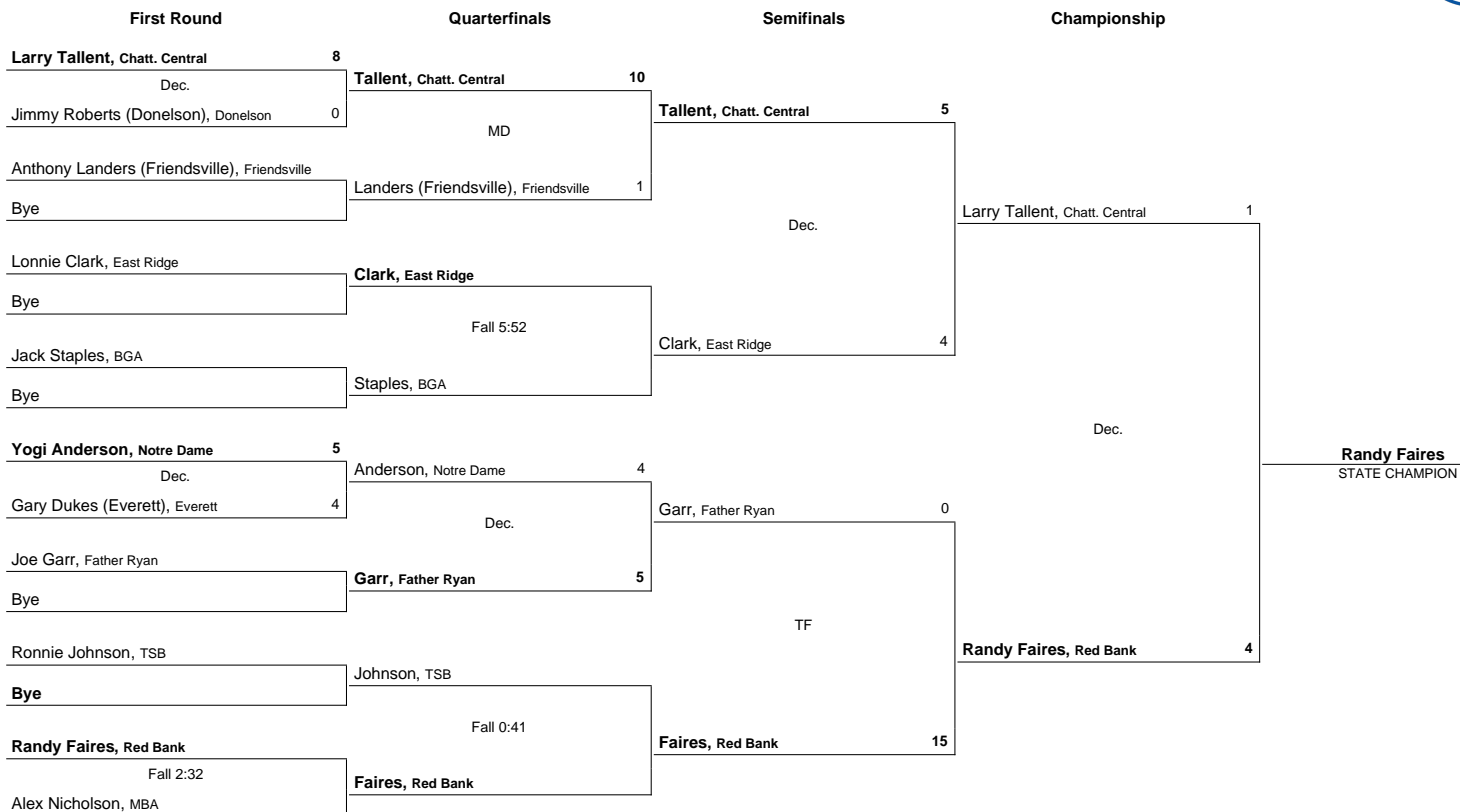 First Round Quarterfinals Semifinals Championship
Larry Tallent, Chatt. Central 8
Dec.
Jimmy Roberts (Donelson), Donelson 0
Anthony Landers (Friendsville), Friendsville
Bye
Lonnie Clark, East Ridge
Bye
Jack Staples, BGA
Bye
Yogi Anderson, Notre Dame 5
Dec.
Gary Dukes (Everett), Everett 4
Joe Garr, Father Ryan
Bye
Ronnie Johnson, TSB
Bye
Randy Faires, Red Bank
Fall 2:32
Alex Nicholson, MBA
Tallent, Chatt. Central 10
MD
Landers (Friendsville), Friendsville 1
Clark, East Ridge
Fall 5:52
Staples, BGA
Anderson, Notre Dame 4
Dec.
Garr, Father Ryan 5
Johnson, TSB
Fall 0:41
Faires, Red Bank
Tallent, Chatt. Central 5
Dec.
Clark, East Ridge 4
Garr, Father Ryan 0
TF
Faires, Red Bank 15
Larry Tallent, Chatt. Central 1
Dec.
Randy Faires, Red Bank 4
Randy Faires
STATE CHAMPION